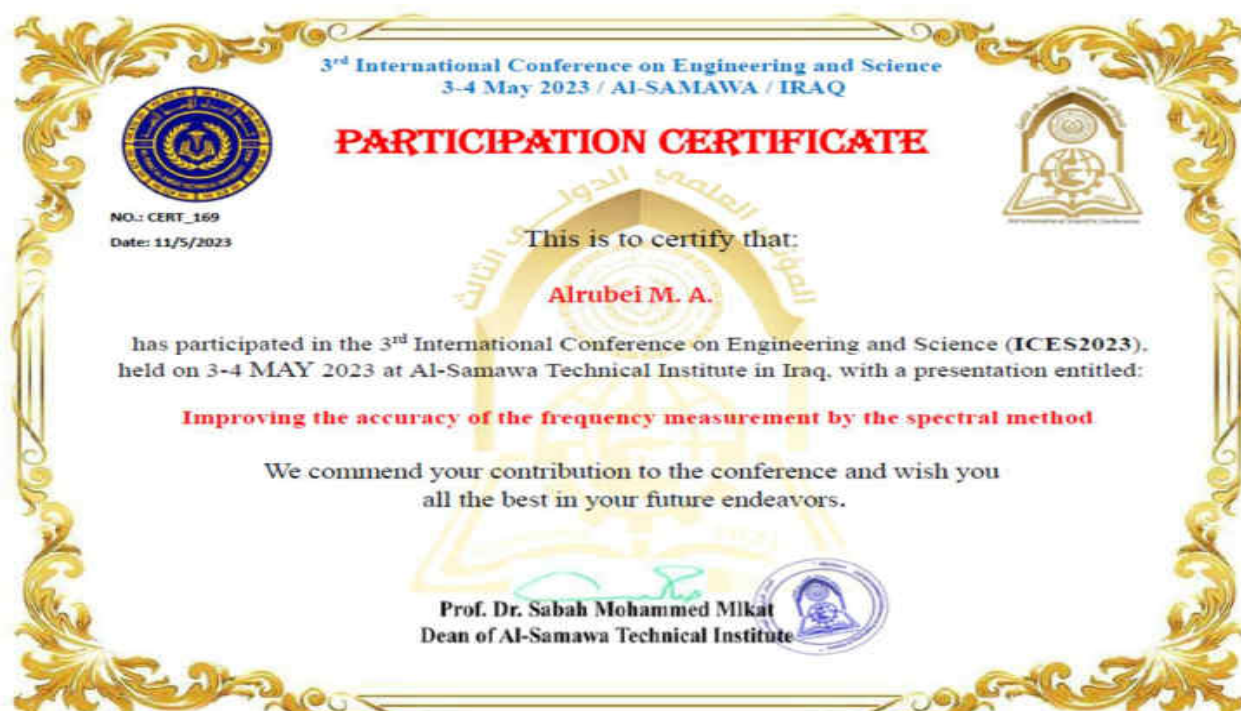 3rd International Conference on Engineering and Science
3-4 May 2023 / Al-SAMAWA / IRAQ
PARTICIPATION CERTIFICATE
NO.: CERT_169
Date: 11/5/2023
المؤتمر العلمي الدولي الثالث
This is to certify that:
Alrubei M. A.
has participated in the 3rd International Conference on Engineering and Science (ICES2023),
held on 3-4 MAY 2023 at Al-Samawa Technical Institute in Iraq, with a presentation entitled:
Improving the accuracy of the frequency measurement by the spectral method
We commend your contribution to the conference and wish you
all the best in your future endeavors.
Prof. Dr. Sabah Mohammed Mlkat
Dean of Al-Samawa Technical Institute